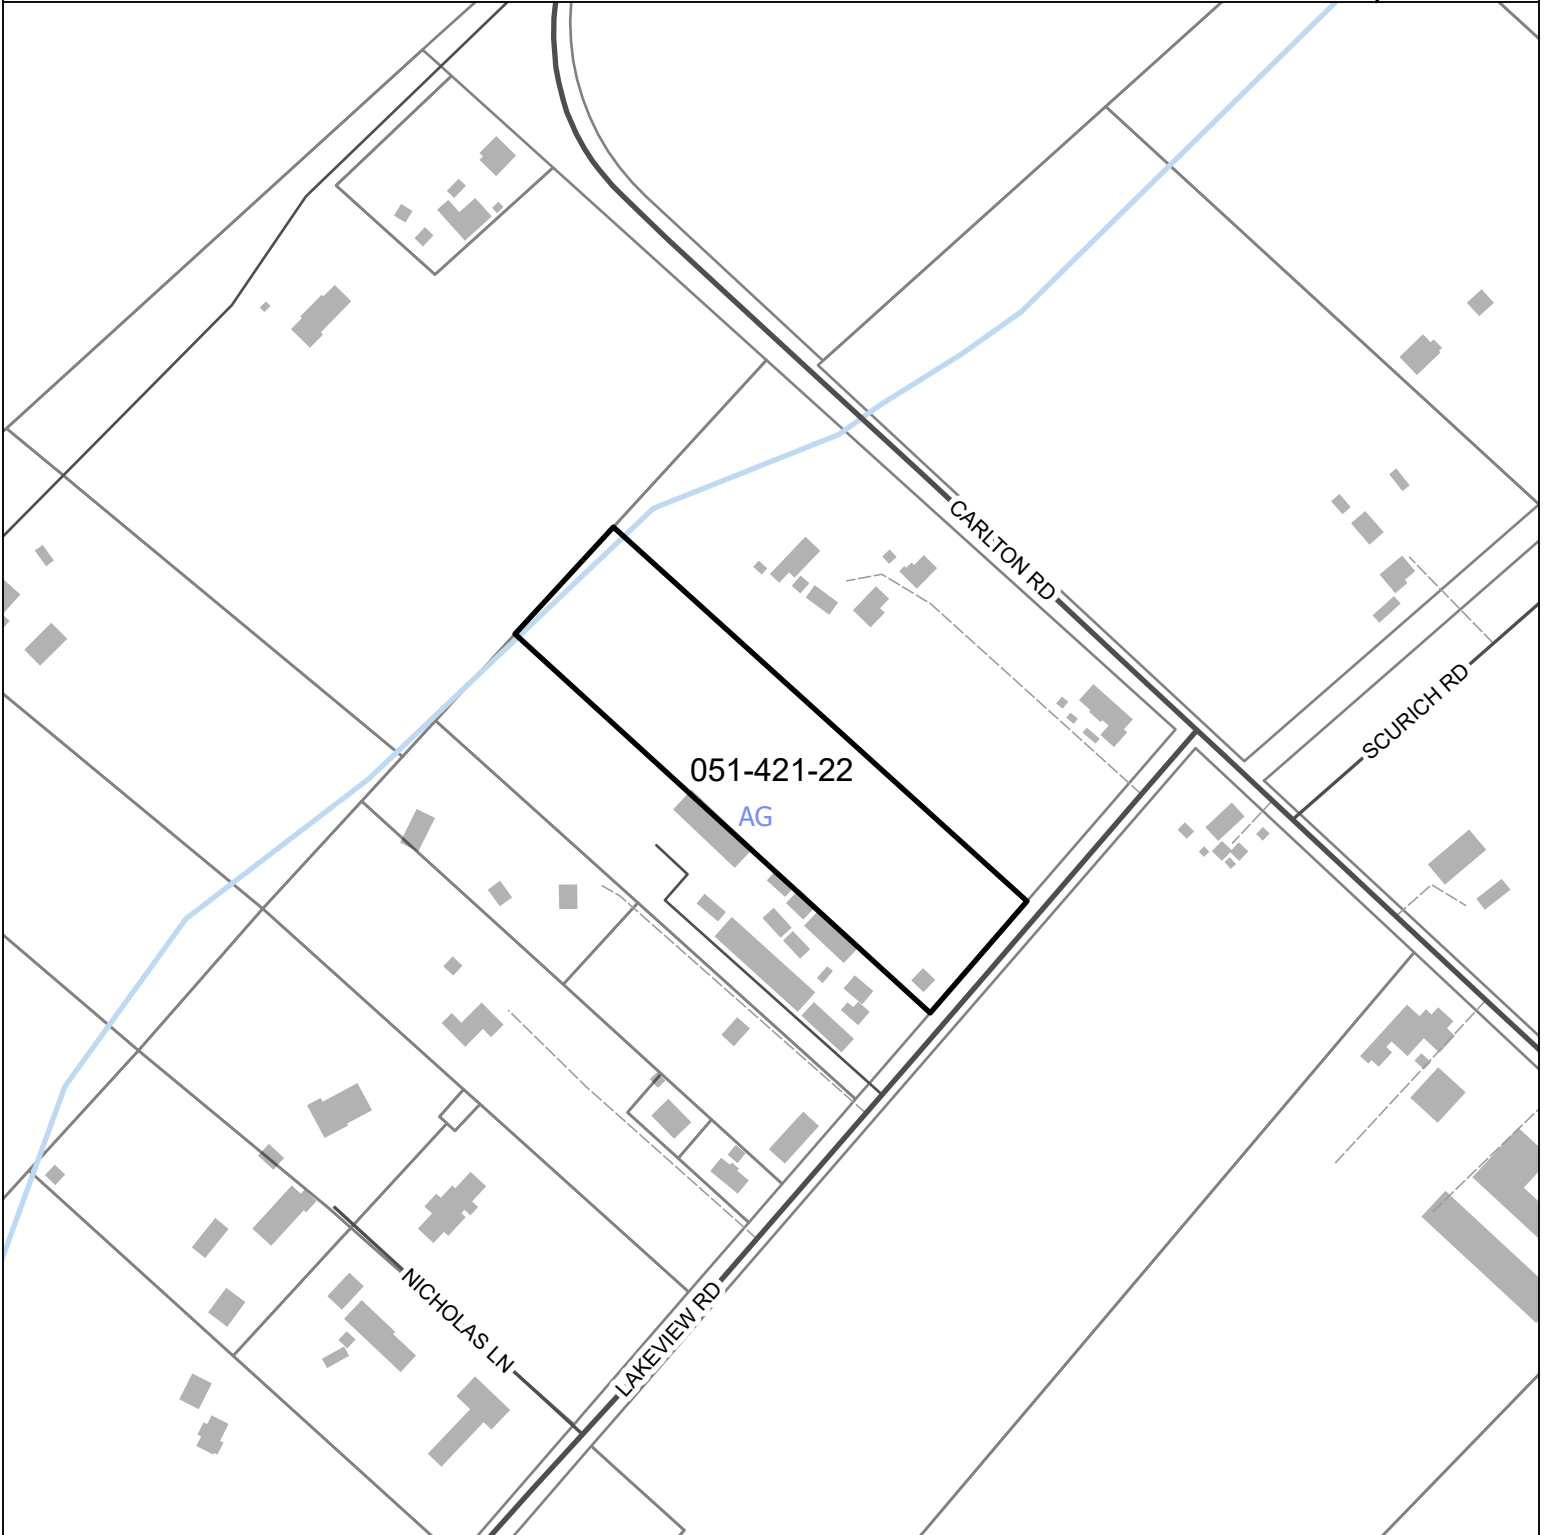 CARLTON RD
SCURICH RD
051-421-22
AG
NICHOLAS LN
LAKEVIEW RD